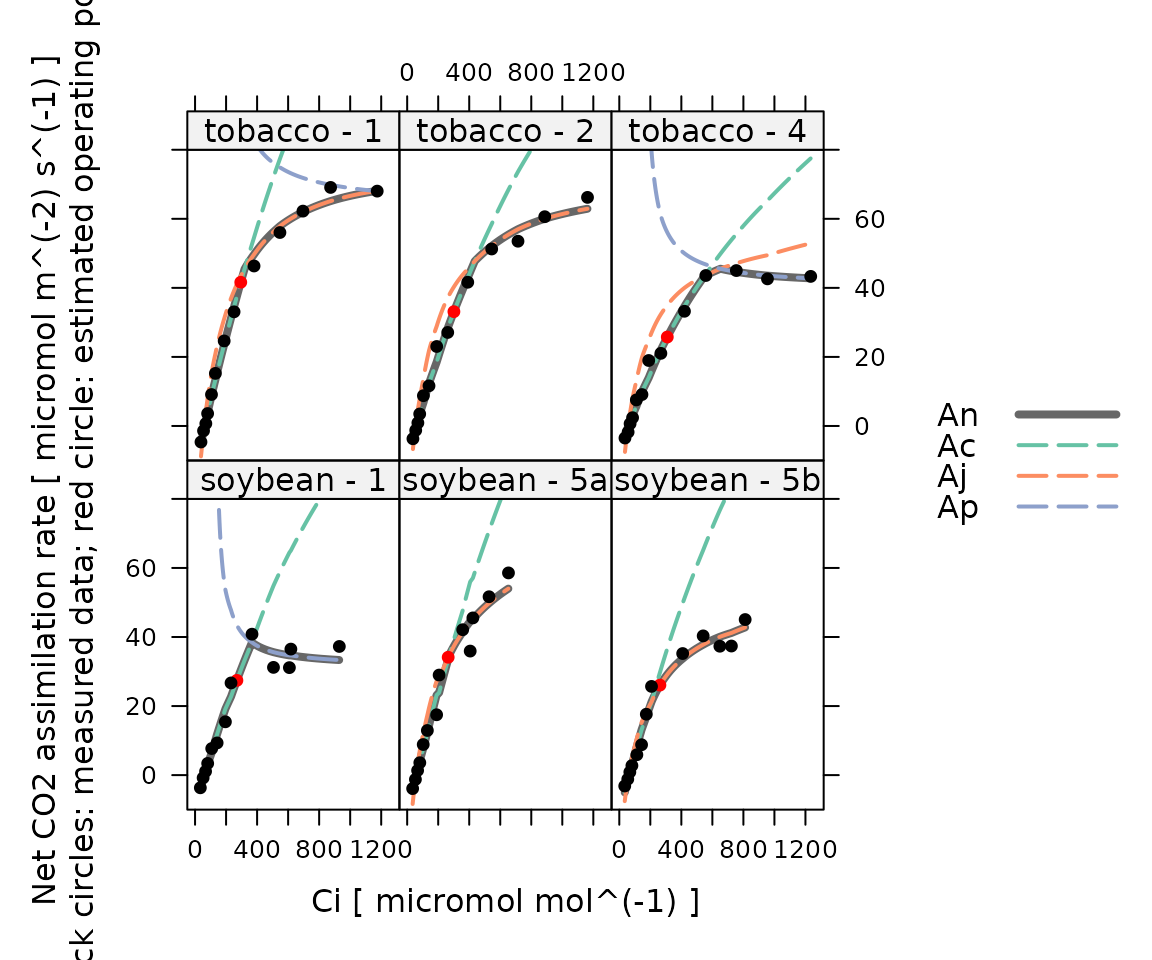 0 400 800 1200
tobacco - 1 tobacco - 2 tobacco - 4
60
40
20
0
soybean - 1 soybean - 5a soybean - 5b
60
40
20
0
0 400 800 1200 0 400 800 1200
Ci [ micromol mol^(-1) ]
Net CO2 assimilation rate [ micromol m^(-2) s^(-1) ]
circles: measured data; red circle: estimated operating
An
Ac
Aj
Ap